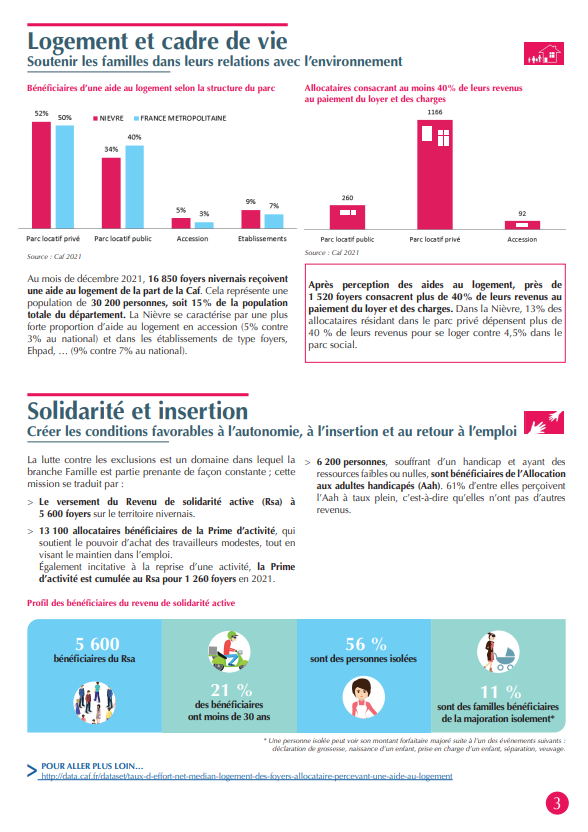 Logement et cadre de vie
Soutenir les familles dans leurs relations avec l'environnement
Bénéficiaires d'une aide au logement selon la structure du parc
52%
50%
34%
40%
5%
3%
9%
7%
NIEVRE
FRANCE METROPOLITAINE
Parc locatif privé
Parc locatif public
Accession
Etablissements
Source : Caf 2021
Allocataires consacrant au moins 40% de leurs revenus
au paiement du loyer et des charges
260
1166
92
Parc locatif public
Parc locatif privé
Accession
Source : Caf 2021
Au mois de décembre 2021, 16 850 foyers nivernais reçoivent
une aide au logement de la part de la Caf. Cela représente une
population de 30 200 personnes, soit 15% de la population
totale du département. La Nièvre se caractérise par une plus
forte proportion d'aide au logement en accession (5% contre
3% au national) et dans les établissements de type foyers,
Ehpad, … (9% contre 7% au national).
Après perception des aides au logement, près de
1 520 foyers consacrent plus de 40% de leurs revenus au
paiement du loyer et des charges. Dans la Nièvre, 13% des
allocataires résidant dans le parc privé dépensent plus de
40 % de leurs revenus pour se loger contre 4,5% dans le
parc social.
Solidarité et insertion
Créer les conditions favorables à l'autonomie, à l'insertion et au retour à l'emploi
La lutte contre les exclusions est un domaine dans lequel la
branche Famille est partie prenante de façon constante ; cette
mission se traduit par :
> Le versement du Revenu de solidarité active (Rsa) à
5 600 foyers sur le territoire nivernais.
> 13 100 allocataires bénéficiaires de la Prime d'activité, qui
soutient le pouvoir d'achat des travailleurs modestes, tout en
visant le maintien dans l'emploi.
Également incitative à la reprise d'une activité, la Prime
d'activité est cumulée au Rsa pour 1 260 foyers en 2021.
> 6 200 personnes, souffrant d'un handicap et ayant des
ressources faibles ou nulles, sont bénéficiaires de l'Allocation
aux adultes handicapés (Aah). 61% d'entre elles perçoivent
l'Aah à taux plein, c'est-à-dire qu'elles n'ont pas d'autres
revenus.
Profil des bénéficiaires du revenu de solidarité active
5 600
bénéficiaires du Rsa
21 %
des bénéficiaires
ont moins de 30 ans
56 %
sont des personnes isolées
11 %
sont des familles bénéficiaires
de la majoration isolement*
* Une personne isolée peut voir son montant forfaitaire majoré suite à l'un des événements suivants :
déclaration de grossesse, naissance d'un enfant, prise en charge d'un enfant, séparation, veuvage.
> POUR ALLER PLUS LOIN…
http://data.caf.fr/dataset/taux-d-effort-net-median-logement-des-foyers-allocataire-percevant-une-aide-au-logement
3